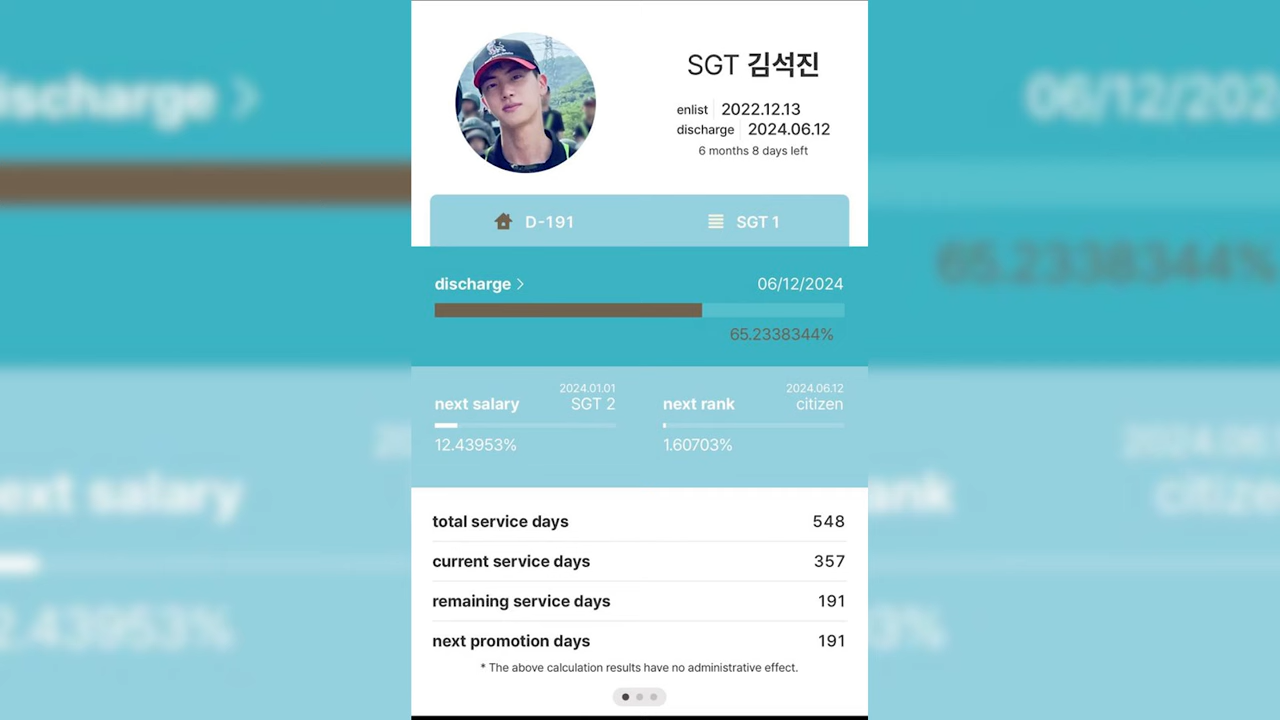 SGT 김석진
enlist 2022.12.13
discharge 2024.06.12
6 months 8 days left
D-191 SGT 1
discharge > 06/12/2024
65.2338344%
2024.01.01
next salary SGT 2
12.43953%
2024.06.12
next rank citizen
1.60703%
total service days 548
current service days 357
remaining service days 191
next promotion days 191
* The above calculation results have no administrative effect.